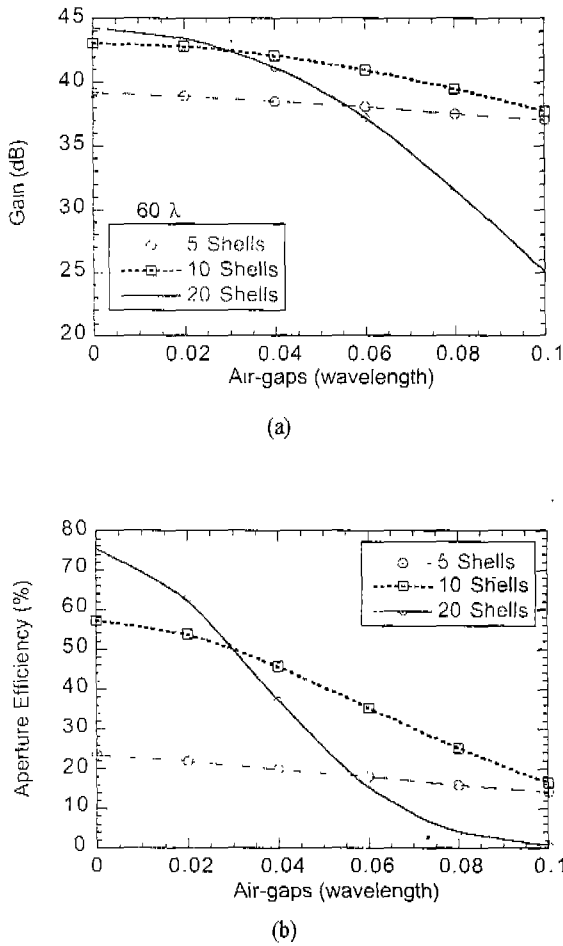 45
40
35
30
25
20
Gain (dB)
60 λ
5 Shells
10 Shells
20 Shells
0 0.02 0.04 0.06 0.08 0.1
Air-gaps (wavelength)
(a)
80
70
60
50
40
30
20
10
0
Aperture Efficiency (%)
5 Shells
10 Shells
20 Shells
0 0.02 0.04 0.06 0.08 0.1
Air-gaps (wavelength)
(b)